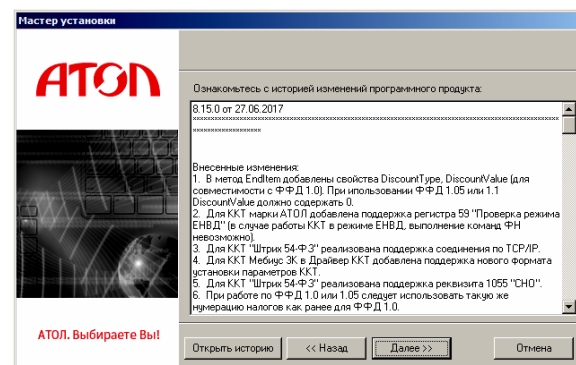 Мастер установки
АТОЛ
Ознакомьтесь с историей изменений программного продукта:
8.15.0 от 27.06.2017
Внесенные изменения:
1. В метод EndItem добавлены свойства DiscountType, DiscountValue (для
совместимости с ФФД 1.0). При ипользовании ФФД 1.05 или 1.1
DiscountValue должно содержать 0.
2. Для ККТ марки АТОЛ добавлена поддержка регистра 59 "Проверка режима
ЕНВД" (в случае работы ККТ в режиме ЕНВД, выполнение команд ФН
невозможно).
3. Для ККТ "Штрих 54-ФЗ" реализована поддержка соединения по TCP/IP.
4. Для ККТ Мебиус 3К в Драйвер ККТ добавлена поддержка нового формата
установки параметров ККТ.
5. Для ККТ "Штрих 54-ФЗ" реализована поддержка реквизита 1055 "СНО".
6. При работе по ФФД 1.0 или 1.05 следует использовать такую же
нумерацию налогов как ранее для ФФД 1.0.
АТОЛ. Выбираете Вы!
Открыть историю
<< Назад
Далее >>
Отмена